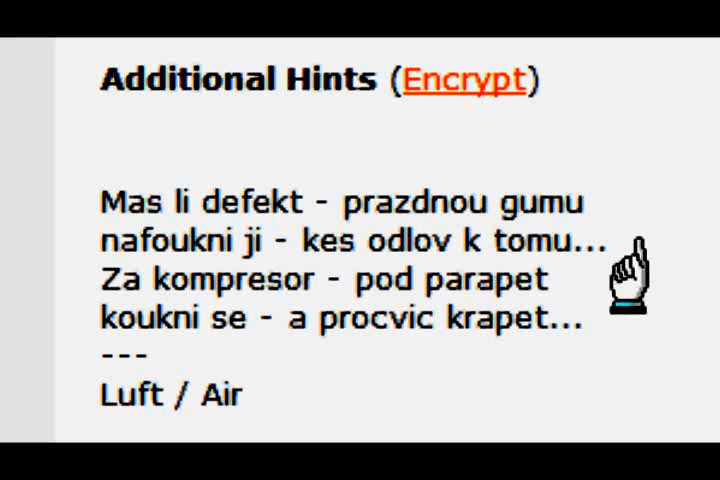 Additional Hints (Encrypt)
Mas li defekt - prazdnou gumu
nafoukni ji - kes odlov k tomu...
Za kompresor - pod parapet
koukni se - a procvic krapet...
---
Luft / Air